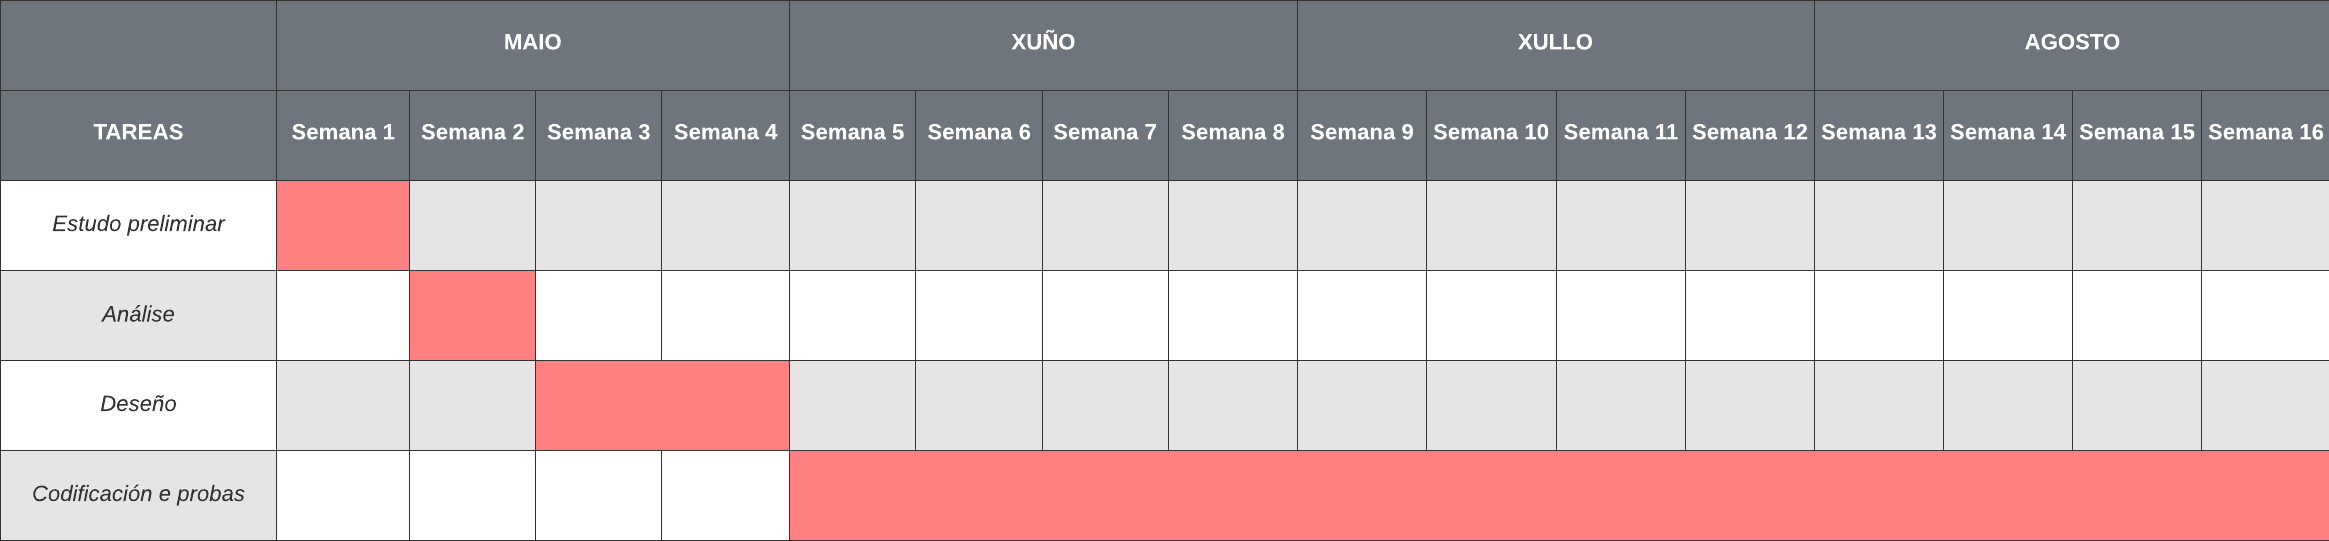 MAIO XUÑO XULLO AGOSTO
TAREAS Semana 1 Semana 2 Semana 3 Semana 4 Semana 5 Semana 6 Semana 7 Semana 8 Semana 9 Semana 10 Semana 11 Semana 12 Semana 13 Semana 14 Semana 15 Semana 16
Estudo preliminar
Análise
Deseño
Codificación e probas